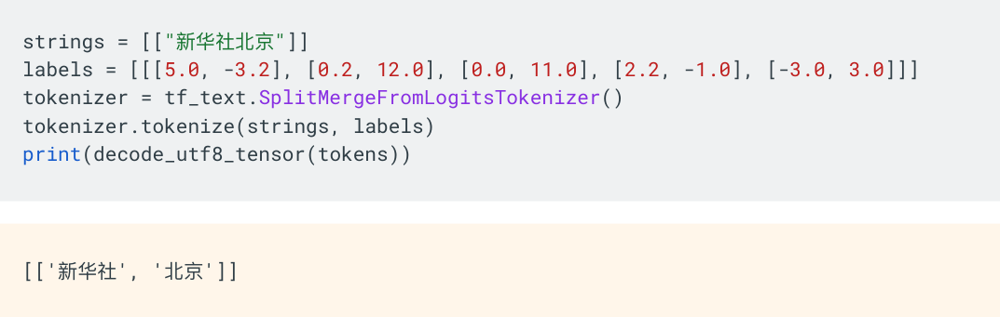 strings = [["新华社北京"]]
labels = [[[5.0, -3.2], [0.2, 12.0], [0.0, 11.0], [2.2, -1.0], [-3.0, 3.0]]]
tokenizer = tf_text.SplitMergeFromLogitsTokenizer()
tokenizer.tokenize(strings, labels)
print(decode_utf8_tensor(tokens))
[['新华社', '北京']]